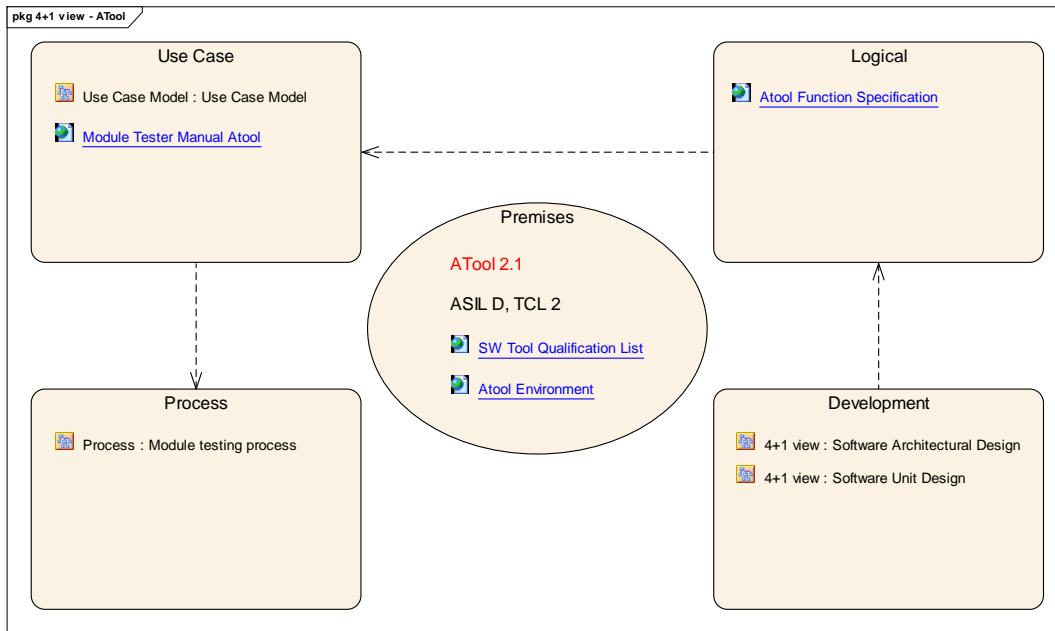 pkg 4+1 view - ATool
Use Case
Use Case Model : Use Case Model
Module Tester Manual Atool
Logical
Atool Function Specification
Premises
ATool 2.1
ASIL D, TCL 2
SW Tool Qualification List
Atool Environment
Process
Process : Module testing process
Development
4+1 view : Software Architectural Design
4+1 view : Software Unit Design